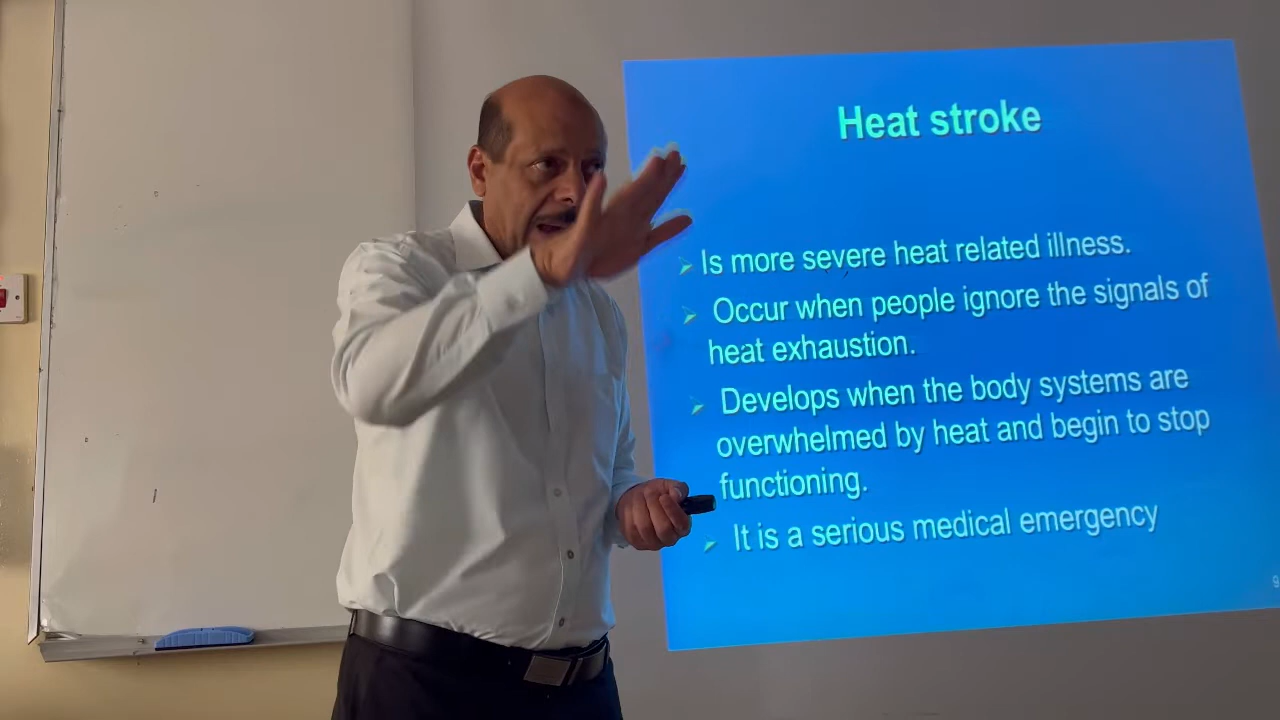 Heat stroke
Is more severe heat related illness.
Occur when people ignore the signals of
heat exhaustion.
Develops when the body systems are
overwhelmed by heat and begin to stop
functioning.
It is a serious medical emergency
9